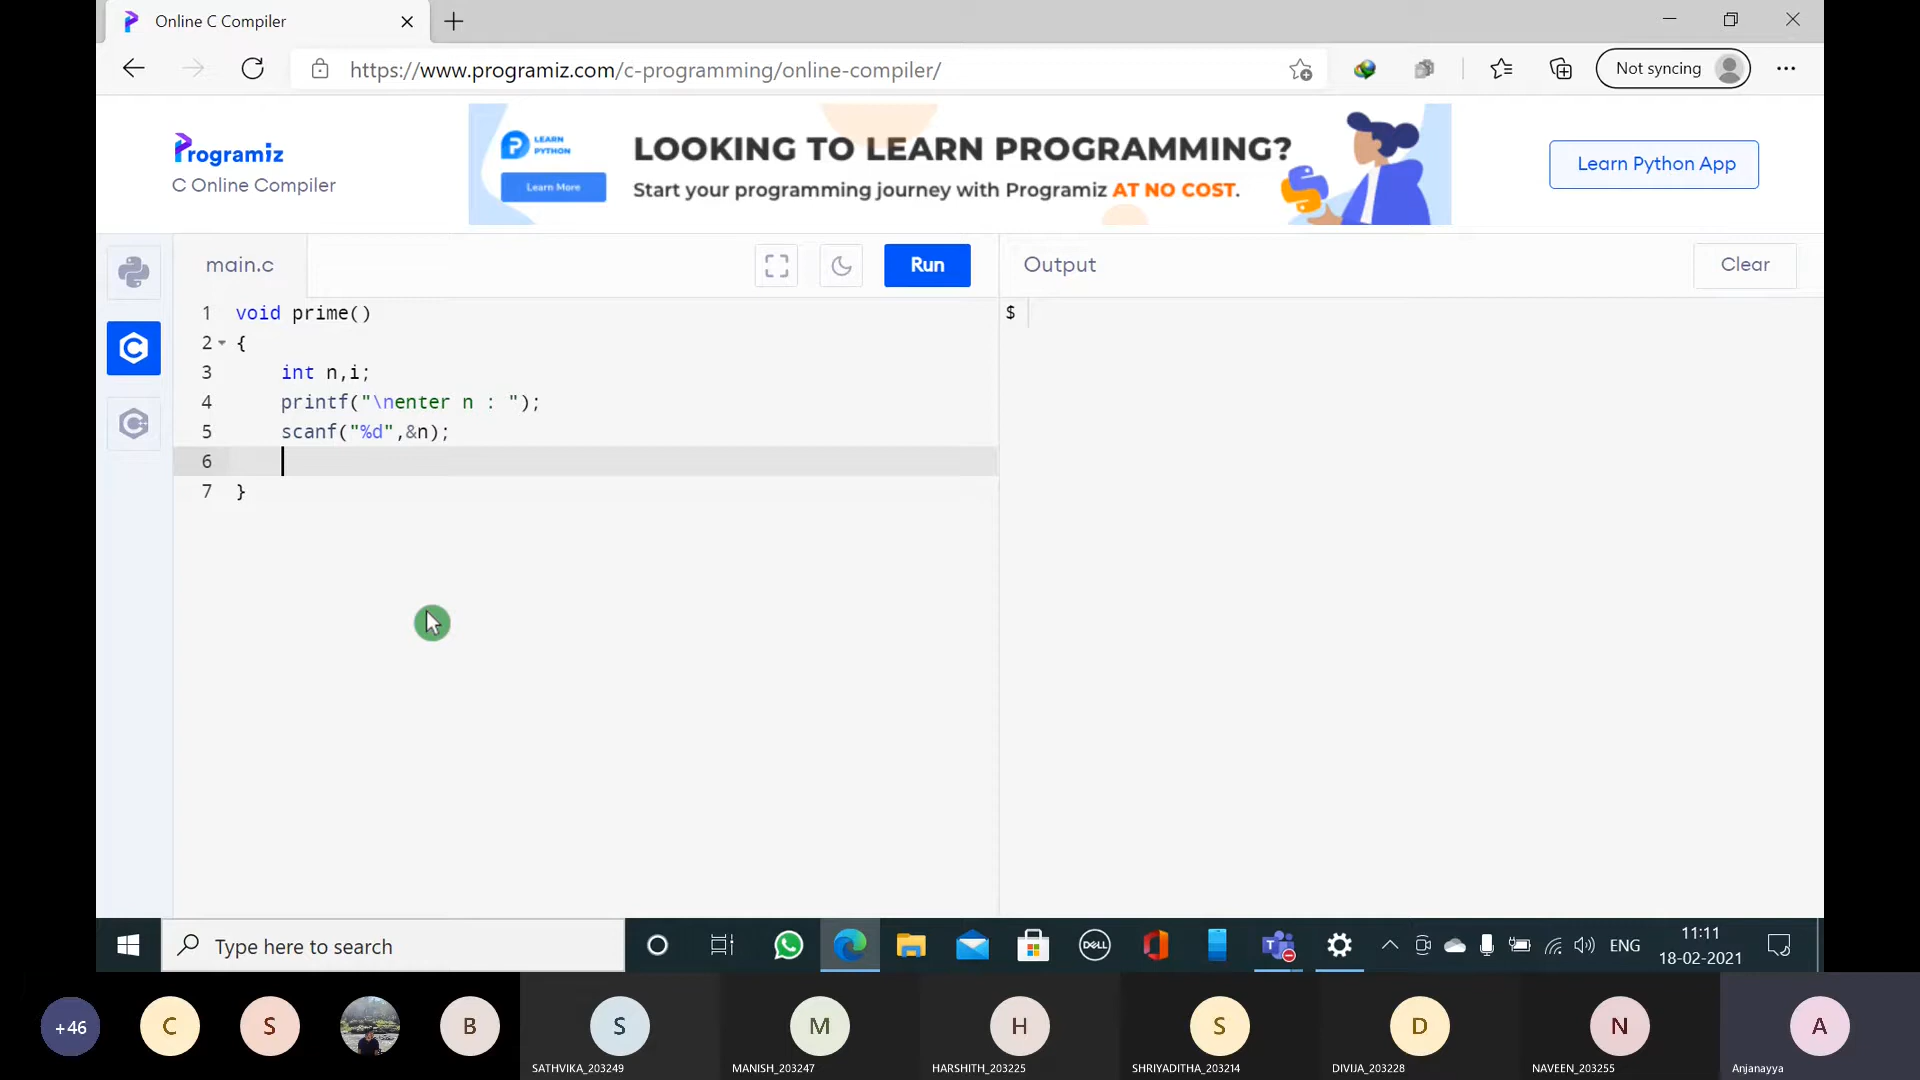 Online C Compiler
https://www.programiz.com/c-programming/online-compiler/
Not syncing
Programiz
C Online Compiler
LEARN
PYTHON
Learn More
LOOKING TO LEARN PROGRAMMING?
Start your programming journey with Programiz AT NO COST.
Learn Python App
main.c
Run
Output
Clear
1 void prime()
2 {
3 int n,i;
4 printf("\nenter n : ");
5 scanf("%d",&n);
6
7 }
$
Type here to search
DELL
ENG
11:11
18-02-2021
+46
C
S
B
S
M
H
S
D
N
A
SATHVIKA_203249
MANISH_203247
HARSHITH_203225
SHRIYADITHA_203214
DIVIJA_203228
NAVEEN_203255
Anjanayya